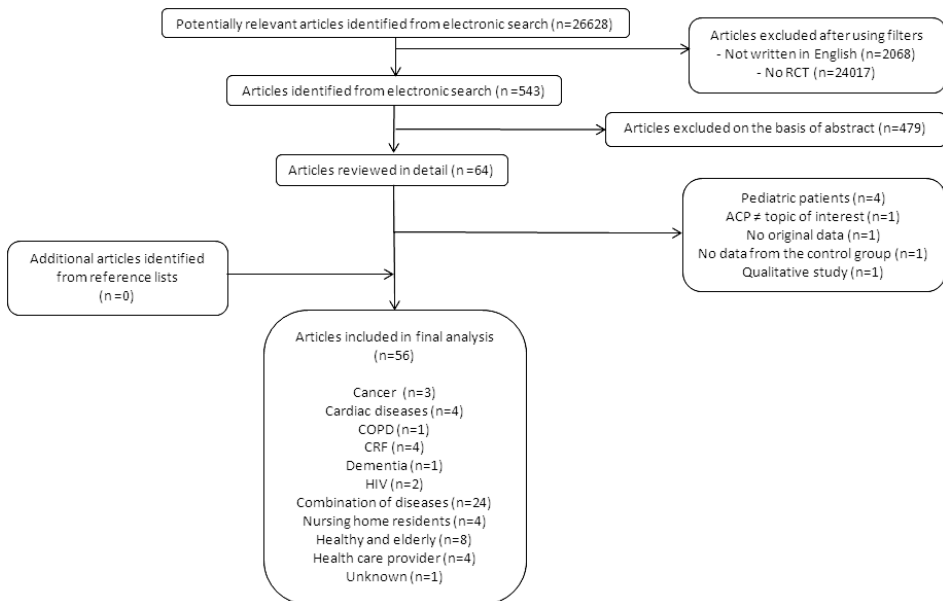 Potentially relevant articles identified from electronic search (n=26628)
Articles excluded after using filters
- Not written in English (n=2068)
- No RCT (n=24017)
Articles identified from electronic search (n=543)
Articles excluded on the basis of abstract (n=479)
Articles reviewed in detail (n=64)
Pediatric patients (n=4)
ACP ≠ topic of interest (n=1)
No original data (n=1)
No data from the control group (n=1)
Qualitative study (n=1)
Additional articles identified
from reference lists
(n=0)
Articles included in final analysis
(n=56)
Cancer (n=3)
Cardiac diseases (n=4)
COPD (n=1)
CRF (n=4)
Dementia (n=1)
HIV (n=2)
Combination of diseases (n=24)
Nursing home residents (n=4)
Healthy and elderly (n=8)
Health care provider (n=4)
Unknown (n=1)